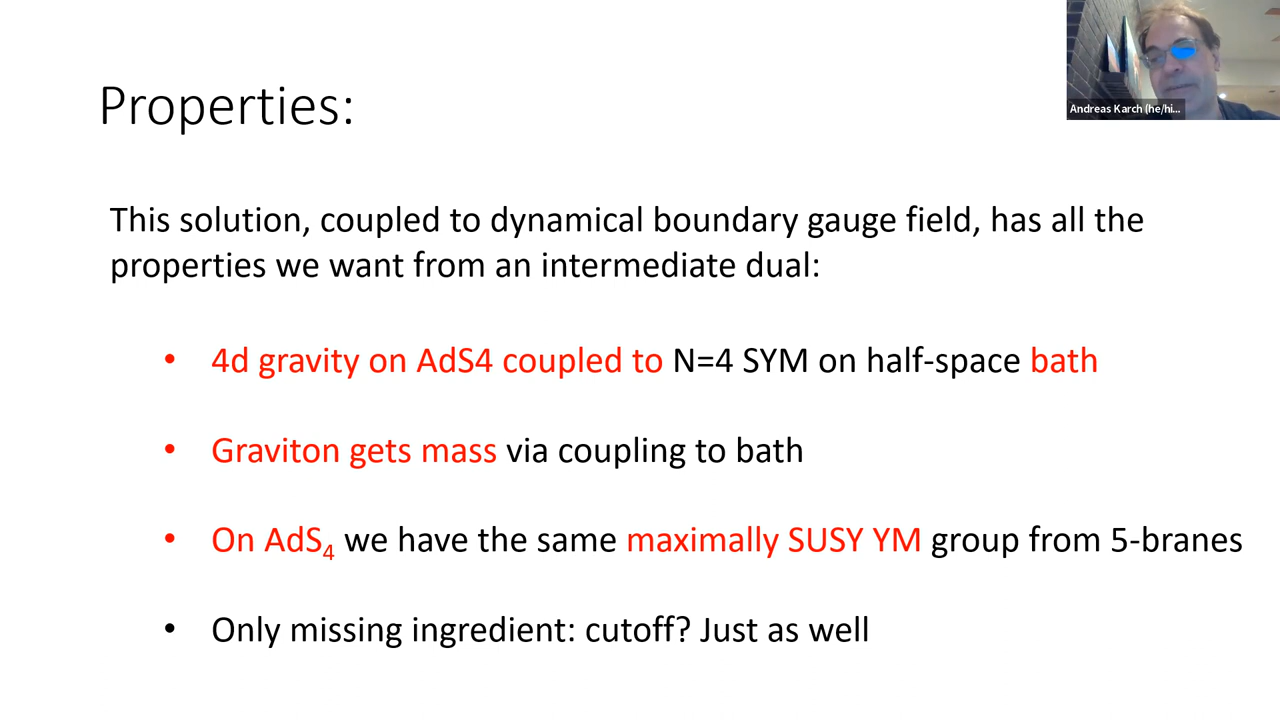 Properties:
Andreas Karch (he/hi...
This solution, coupled to dynamical boundary gauge field, has all the
properties we want from an intermediate dual:
• 4d gravity on AdS4 coupled to N=4 SYM on half-space bath
• Graviton gets mass via coupling to bath
• On AdS₄ we have the same maximally SUSY YM group from 5-branes
• Only missing ingredient: cutoff? Just as well